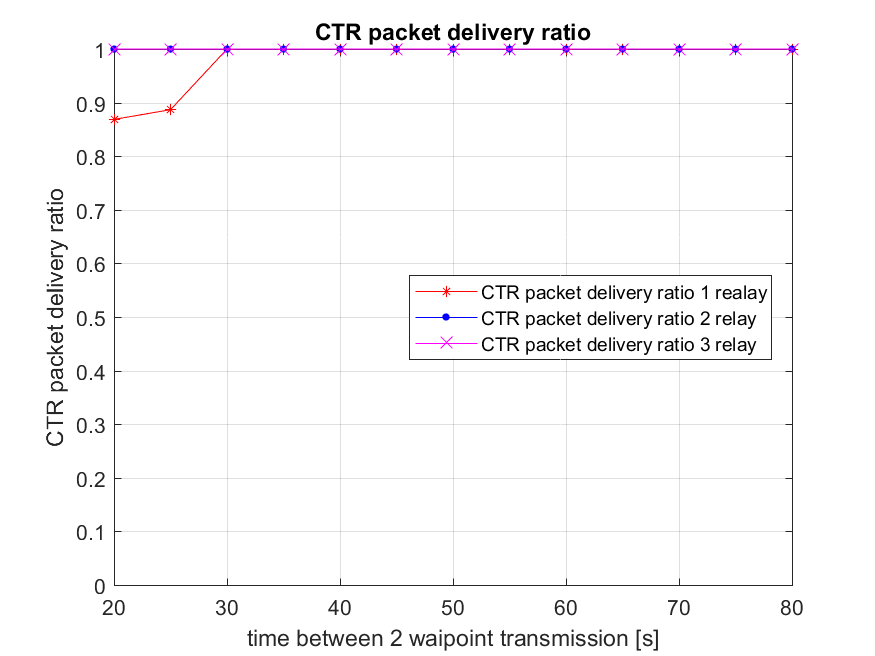 CTR packet delivery ratio
1
0.9
0.8
0.7
0.6
0.5
0.4
0.3
0.2
0.1
0
CTR packet delivery ratio
CTR packet delivery ratio 1 realay
CTR packet delivery ratio 2 relay
CTR packet delivery ratio 3 relay
20 30 40 50 60 70 80
time between 2 waipoint transmission [s]